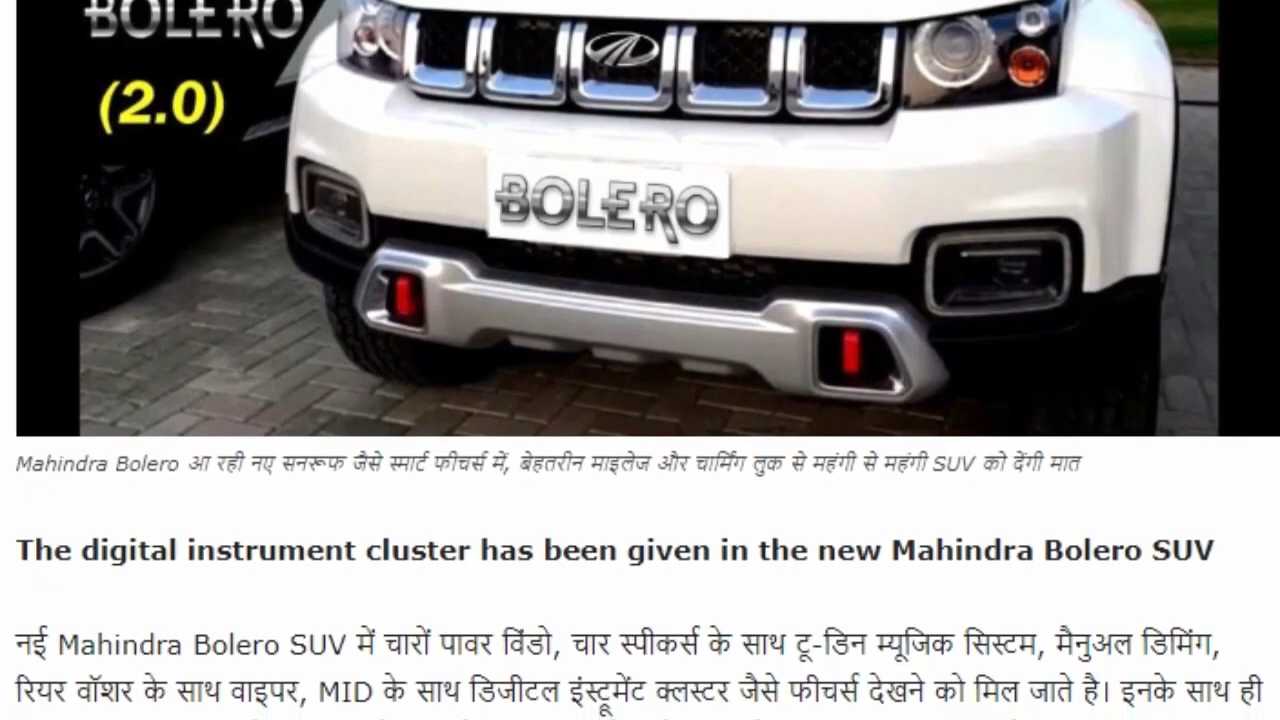 BOLERO
(2.0)
BOLERO
Mahindra Bolero आ रही नए सनरूफ जैसे स्मार्ट फीचर्स में, बेहतरीन माइलेज और चार्मिंग लुक से महंगी से महंगी SUV को देंगी मात
The digital instrument cluster has been given in the new Mahindra Bolero SUV
नई Mahindra Bolero SUV में चारों पावर विंडो, चार स्पीकर्स के साथ टू-डिन म्यूजिक सिस्टम, मैनुअल डिमिंग,
रियर वॉशर के साथ वाइपर, MID के साथ डिजीटल इंस्ट्रूमेंट क्लस्टर जैसे फीचर्स देखने को मिल जाते है। इनके साथ ही